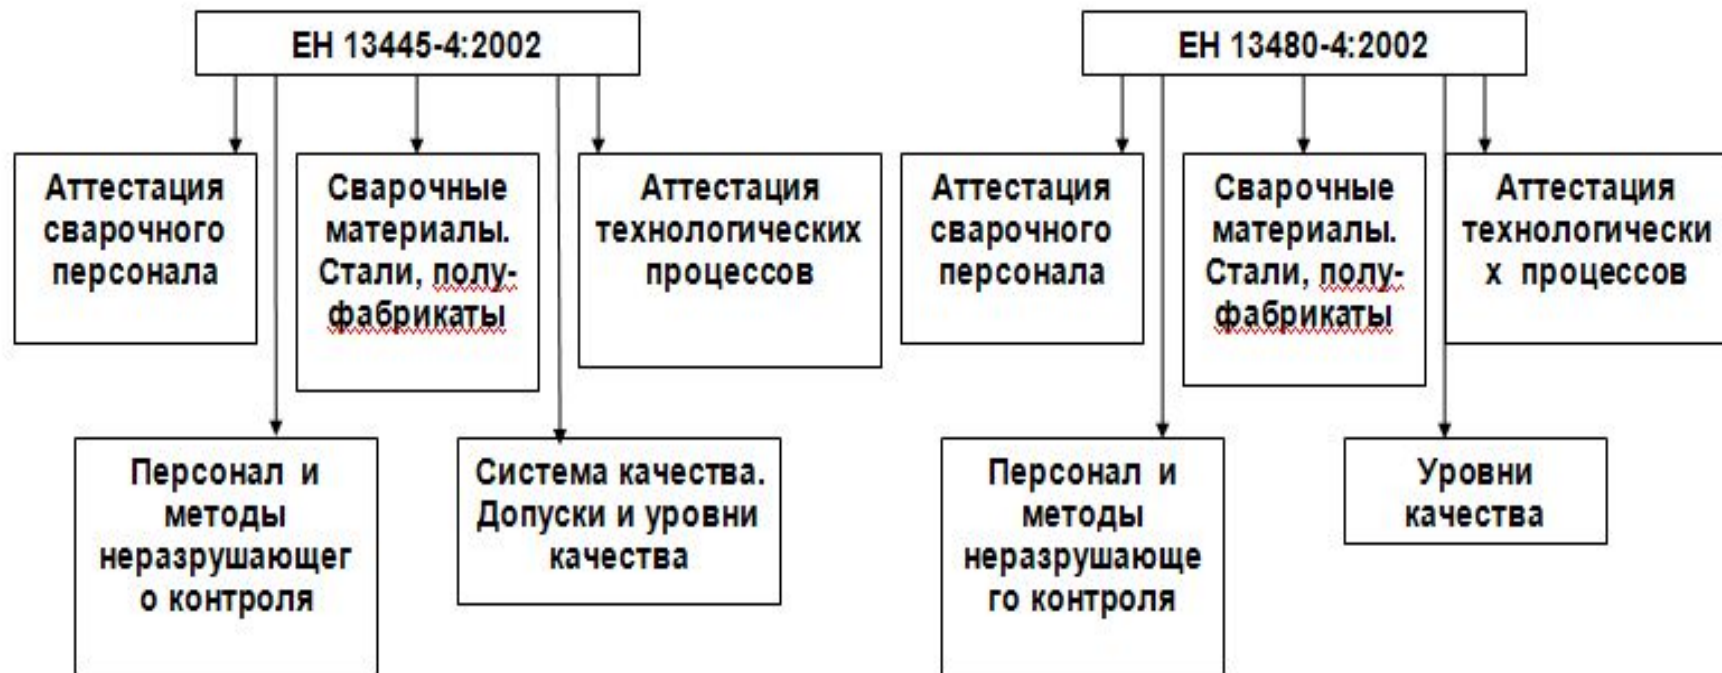 ЕН 13445-4:2002
Аттестация
сварочного
персонала
Сварочные
материалы.
Стали, полу-
фабрикаты
Аттестация
технологических
процессов
Персонал и
методы
неразрушающег
о контроля
Система качества.
Допуски и уровни
качества
ЕН 13480-4:2002
Аттестация
сварочного
персонала
Сварочные
материалы.
Стали, полу-
фабрикаты
Аттестация
технологически
х процессов
Персонал и
методы
неразрушающе
го контроля
Уровни
качества